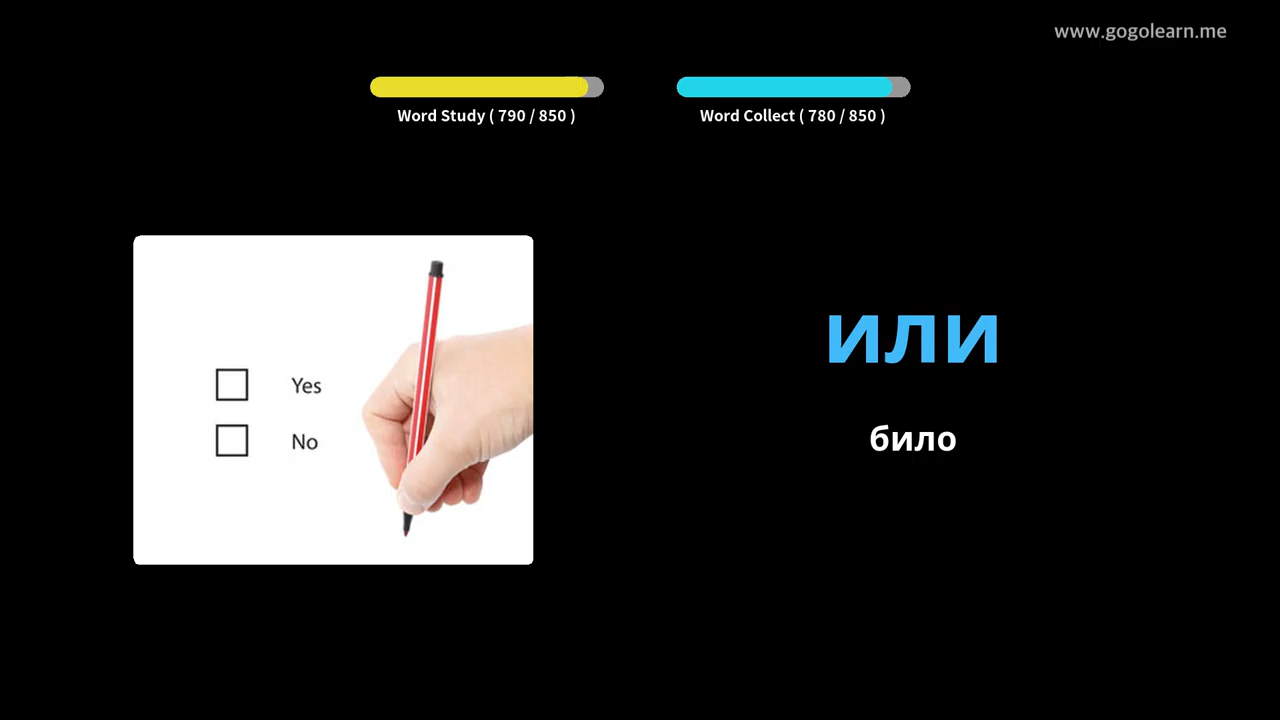 www.gogolearn.me
Word Study ( 790 / 850 )
Word Collect ( 780 / 850 )
Yes
No
или
било